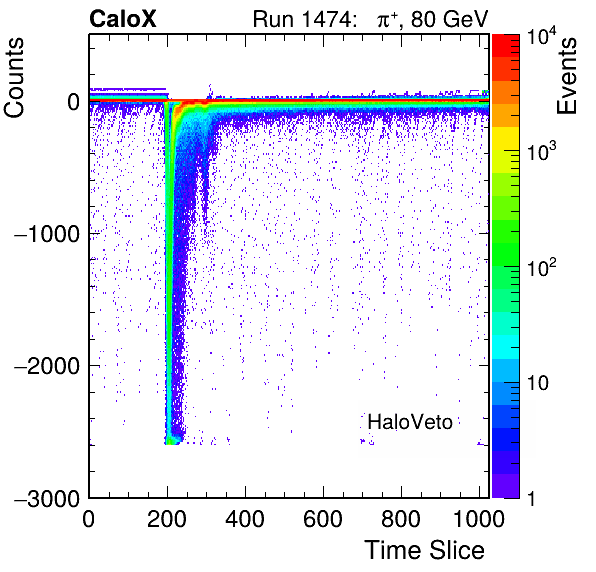 CaloX Run 1474: π⁺, 80 GeV
Counts
Events
0
−1000
−2000
−3000
0 200 400 600 800 1000
Time Slice
HaloVeto
10⁴
10³
10²
10
1